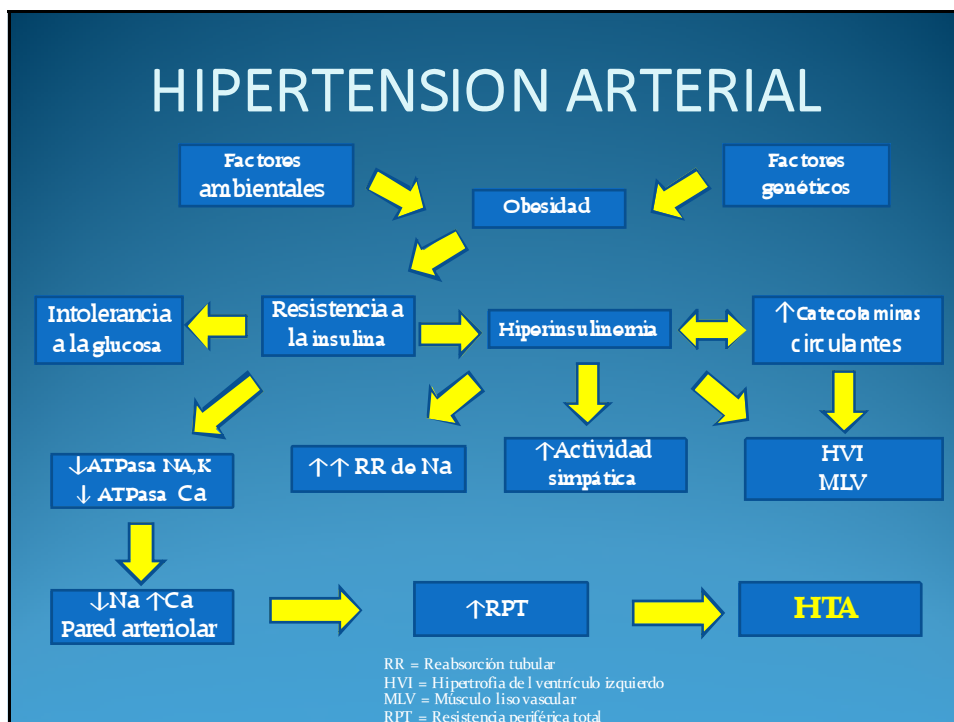 HIPERTENSION ARTERIAL
Factores
ambientales
Factores
genéticos
Obesidad
Intolerancia
a la glucosa
Resistencia a
la insulina
Hiperinsulinemia
↑Catecolaminas
circulantes
↓ATPasa NA,K
↓ ATPasa Ca
↑↑ RR de Na
↑Actividad
simpática
HVI
MLV
↓Na ↑Ca
Pared arteriolar
↑RPT
HTA
RR = Reabsorción tubular
HVI = Hipertrofia del ventrículo izquierdo
MLV = Músculo liso vascular
RPT = Resistencia periférica total